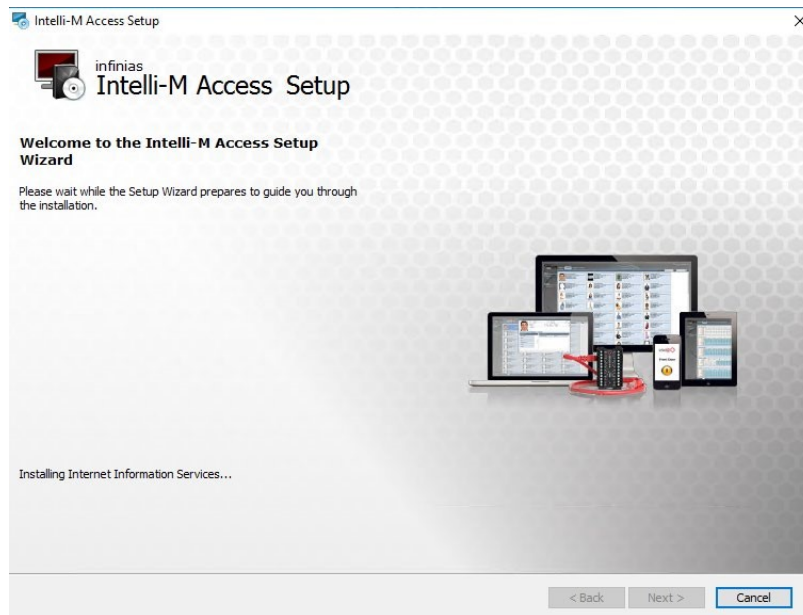 Intelli-M Access Setup
infinias
Intelli-M Access Setup
Welcome to the Intelli-M Access Setup
Wizard
Please wait while the Setup Wizard prepares to guide you through
the installation.
Installing Internet Information Services...
< Back
Next >
Cancel